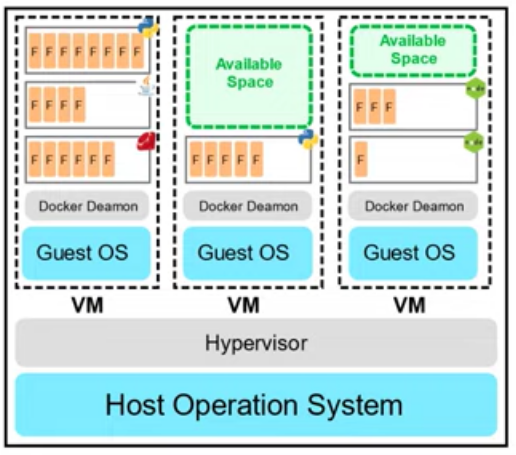 F F F F F F F F
F F F F
F F F F F F
Docker Deamon
Guest OS
VM
Available
Space
F F F F F
Docker Deamon
Guest OS
VM
Available
Space
F F F
F
Docker Deamon
Guest OS
VM
Hypervisor
Host Operation System